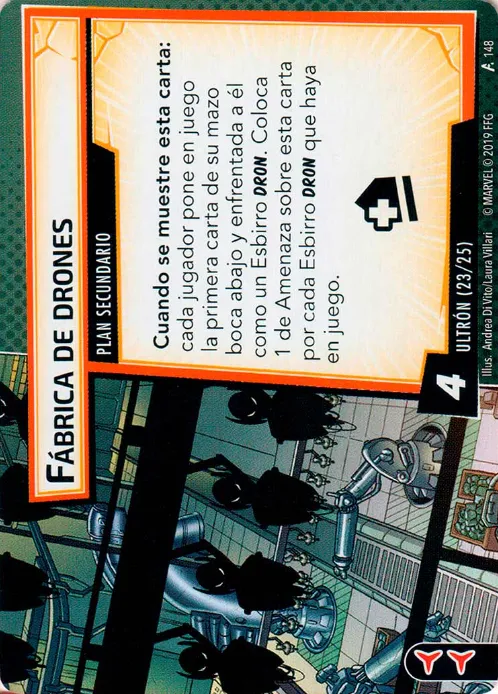 FÁBRICA DE DRONES
PLAN SECUNDARIO
Cuando se muestre esta carta:
cada jugador pone en juego
la primera carta de su mazo
boca abajo y enfrentada a él
como un Esbirro DRON. Coloca
1 de Amenaza sobre esta carta
por cada Esbirro DRON que haya
en juego.
4
ULTRÓN (23/25)
Illus. Andrea Di Vito/Laura Villari © MARVEL © 2019 FFG 148